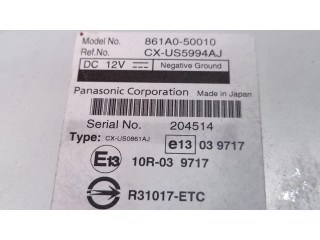 Model No. 861A0-50010
Ref.No. CX-US5994AJ
DC 12V Negative Ground
Panasonic Corporation Made in Japan
Serial No. 204514
Type: CX-US0861AJ e13 03 9717
E13 10R-03 9717
R31017-ETC